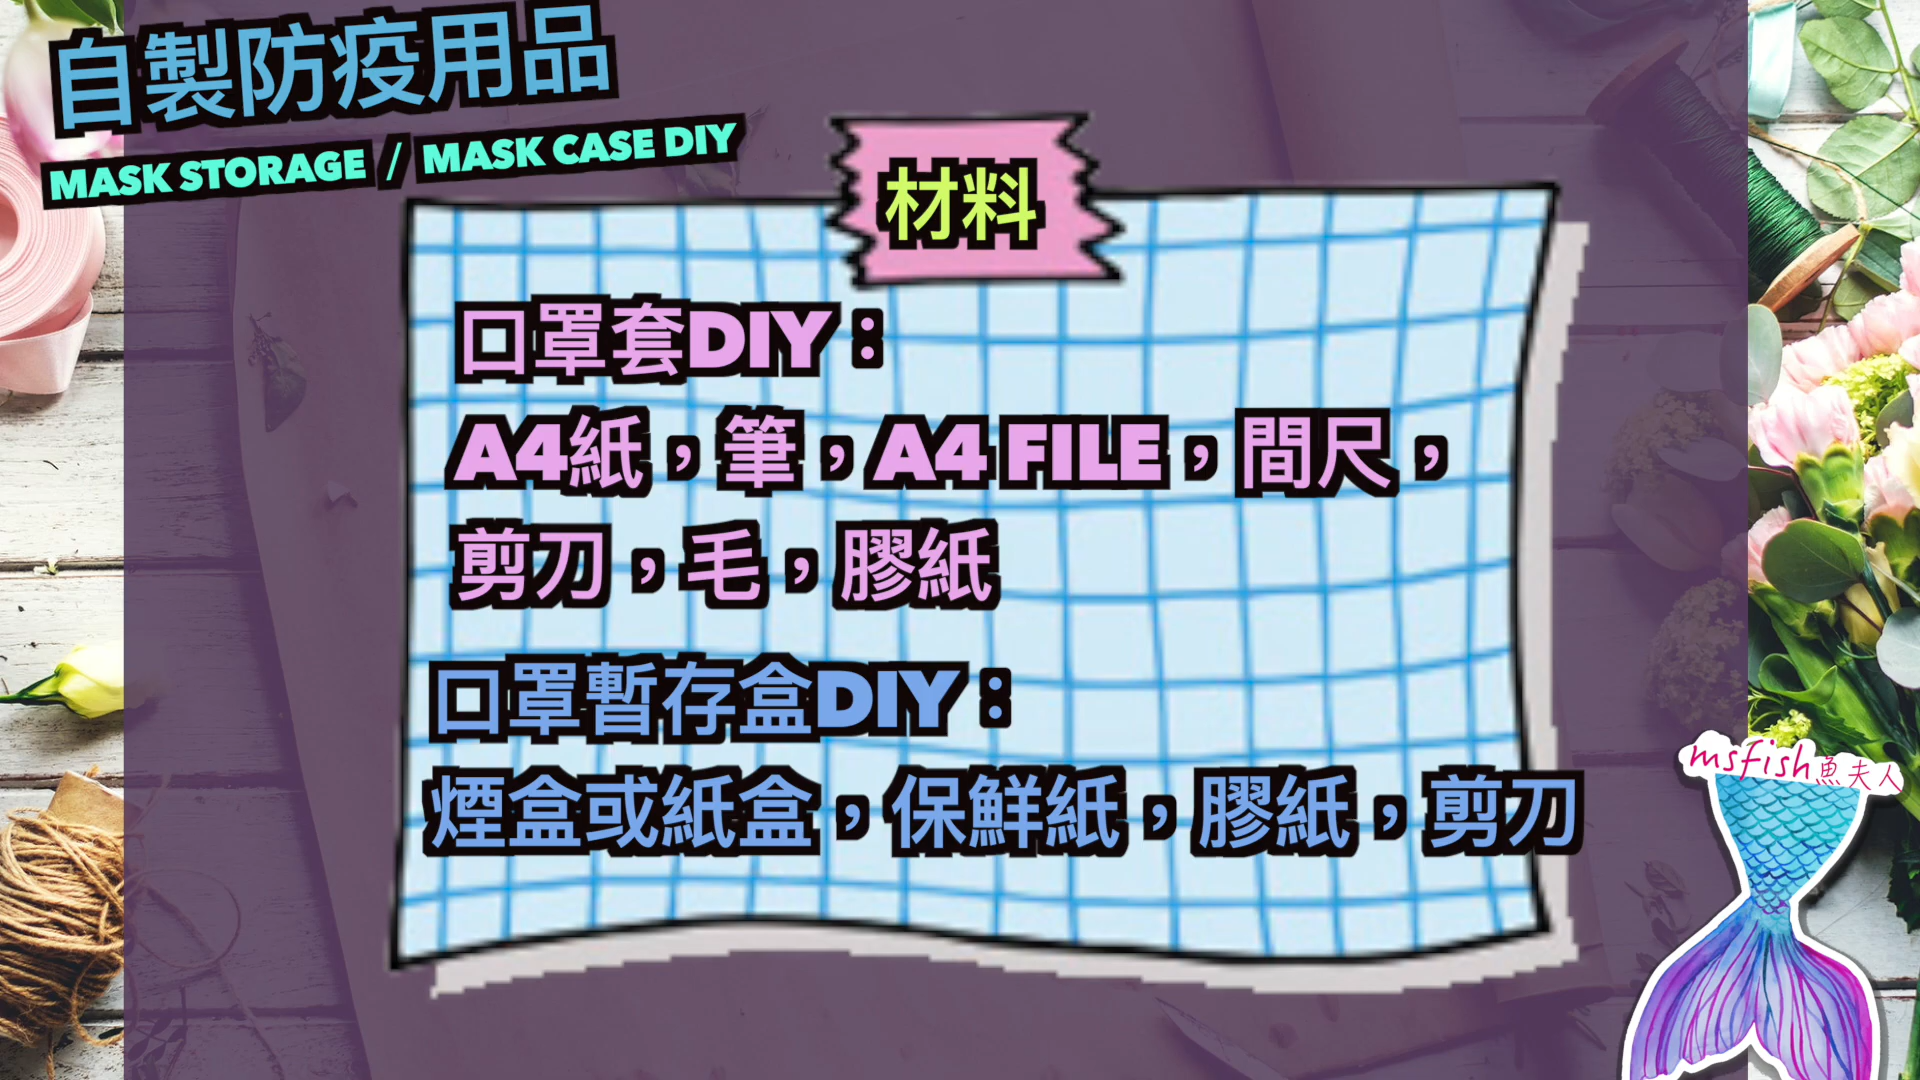 自製防疫用品
MASK STORAGE / MASK CASE DIY
材料
口罩套DIY：
A4紙，筆，A4 FILE，間尺，
剪刀，毛，膠紙
口罩暫存盒DIY：
煙盒或紙盒，保鮮紙，膠紙，剪刀
msfish魚夫人